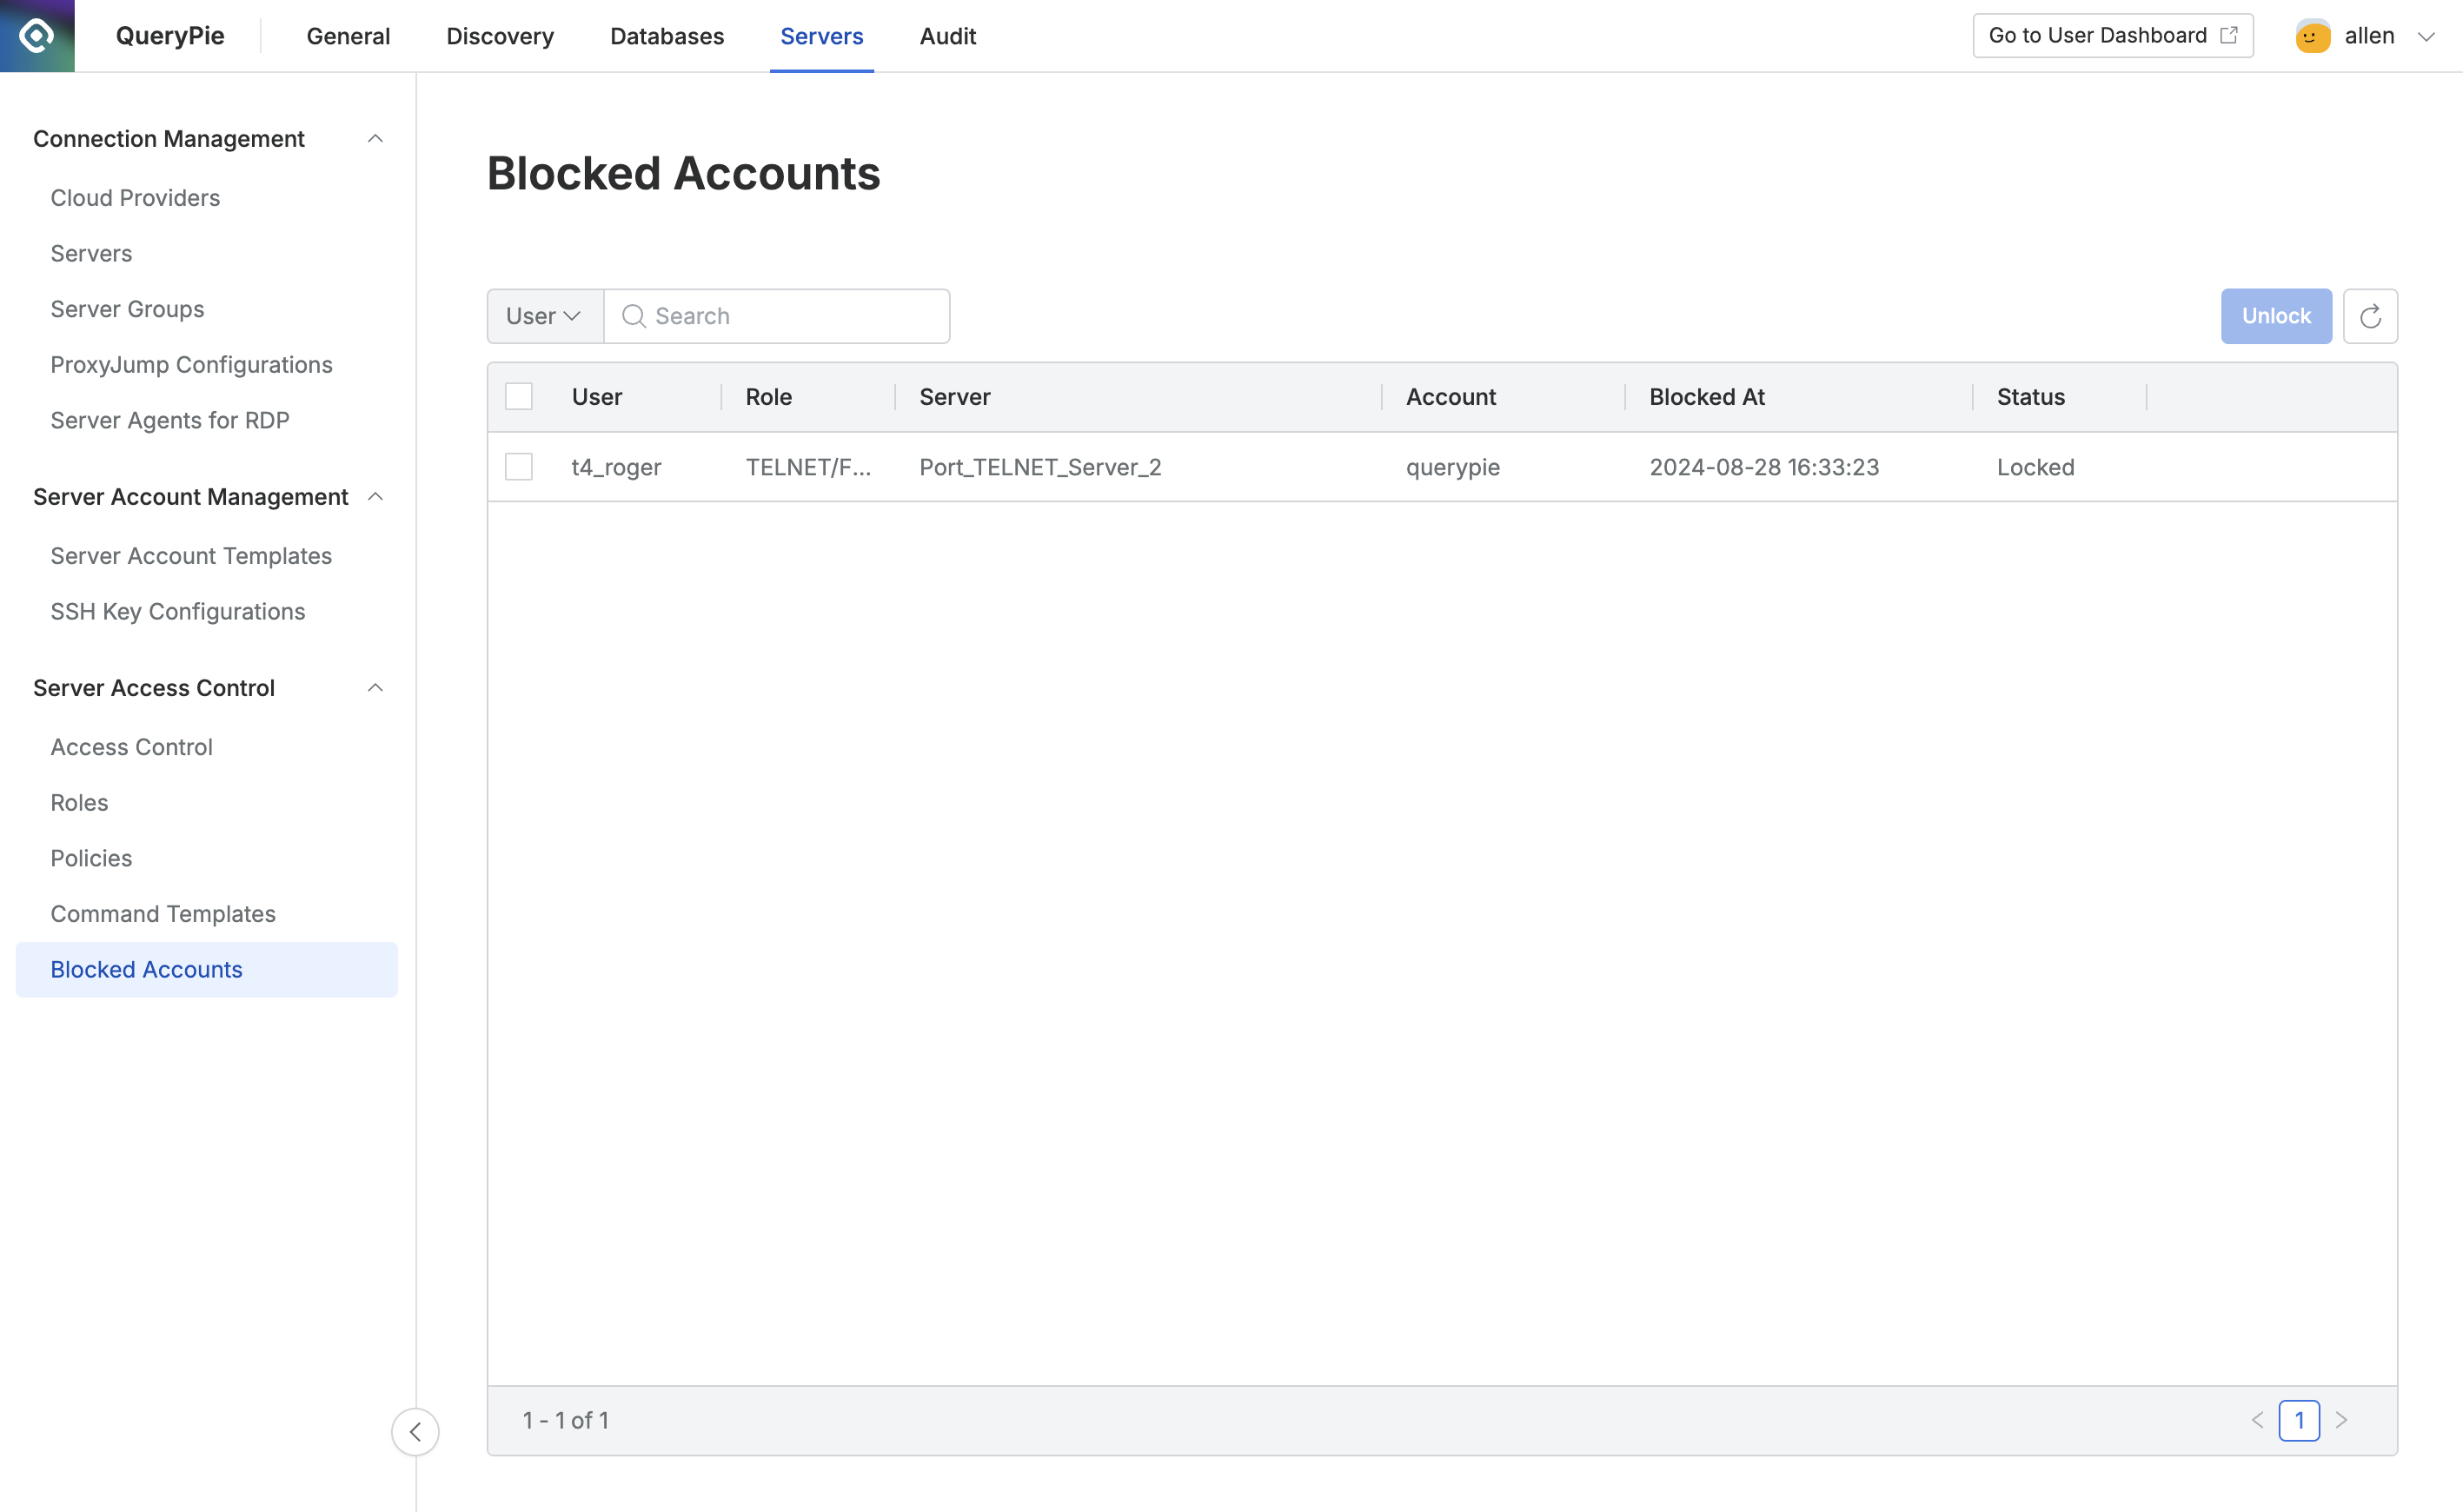 QueryPie
General
Discovery
Databases
Servers
Audit
Go to User Dashboard
allen
Connection Management
Cloud Providers
Servers
Server Groups
ProxyJump Configurations
Server Agents for RDP
Server Account Management
Server Account Templates
SSH Key Configurations
Server Access Control
Access Control
Roles
Policies
Command Templates
Blocked Accounts
Blocked Accounts
User
Search
Unlock
User Role Server Account Blocked At Status
t4_roger TELNET/F... Port_TELNET_Server_2 querypie 2024-08-28 16:33:23 Locked
1 - 1 of 1
1